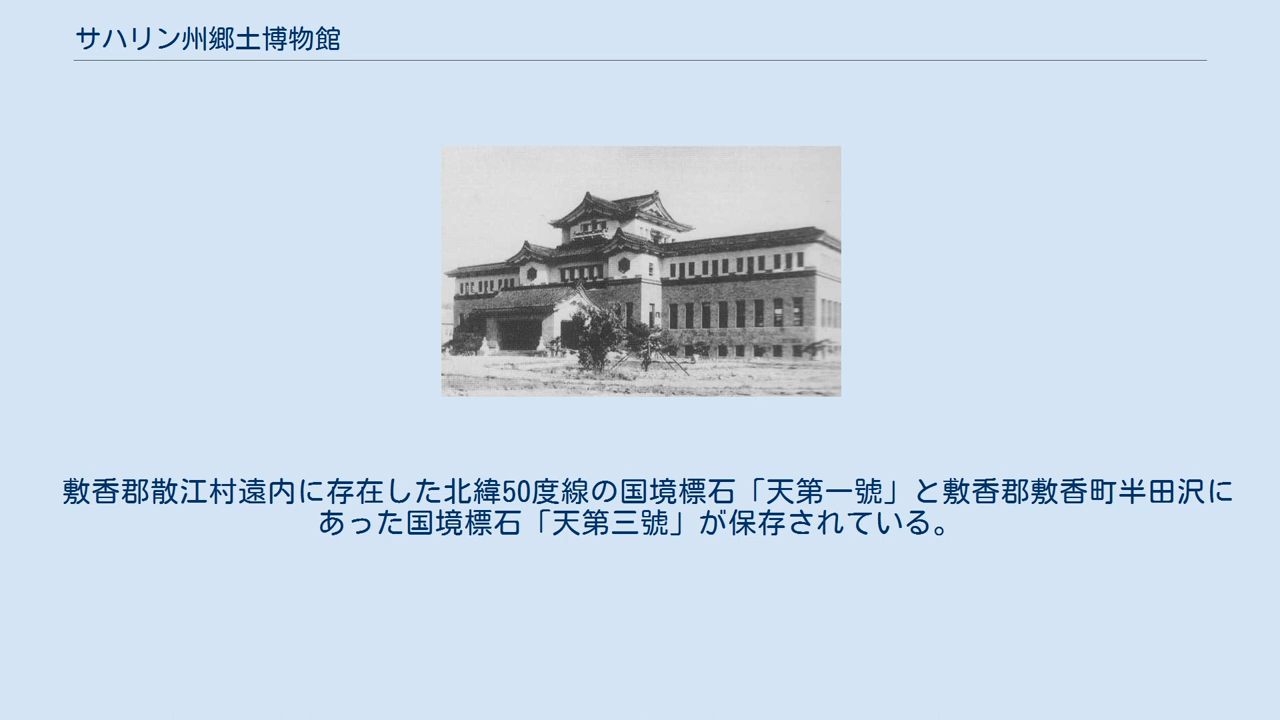 サハリン州郷土博物館
敷香郡散江村遠内に存在した北緯50度線の国境標石「天第一號」と敷香郡敷香町半田沢に
あった国境標石「天第三號」が保存されている。